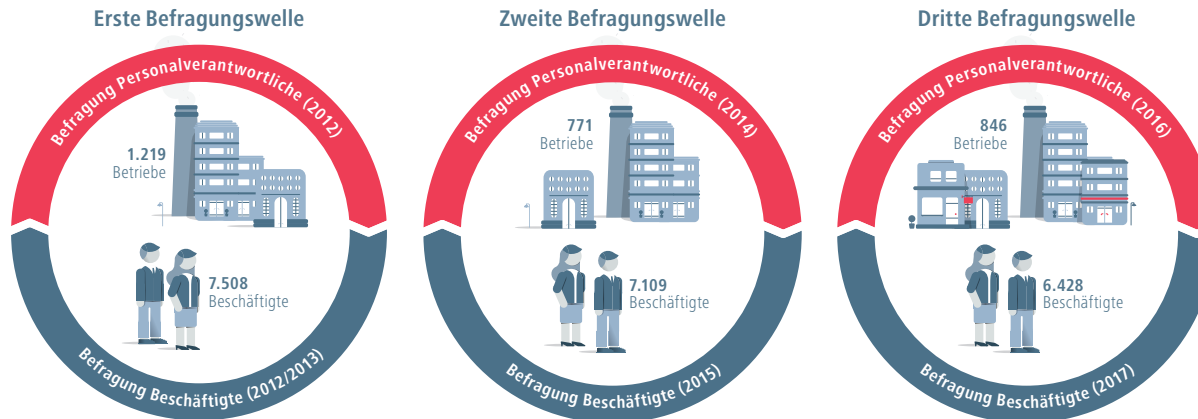 Erste Befragungswelle
Befragung Personalverantwortliche (2012)
1.219
Betriebe
7.508
Beschäftigte
Befragung Beschäftigte (2012/2013)
Zweite Befragungswelle
Befragung Personalverantwortliche (2014)
771
Betriebe
7.109
Beschäftigte
Befragung Beschäftigte (2015)
Dritte Befragungswelle
Befragung Personalverantwortliche (2016)
846
Betriebe
6.428
Beschäftigte
Befragung Beschäftigte (2017)